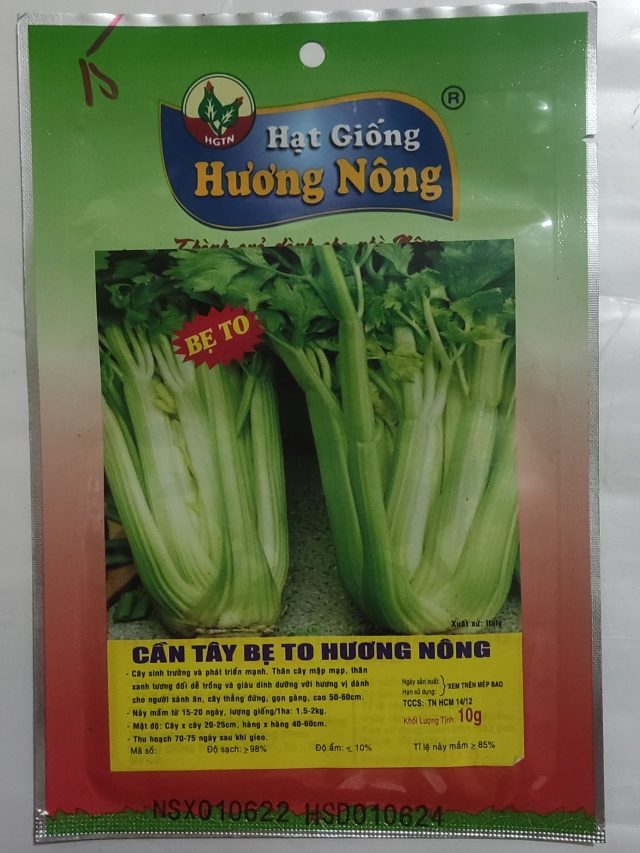 15
HGTN
®
Hạt Giống
Hương Nông
BẸ TO
Xuất xứ: Italy
CẦN TÂY BẸ TO HƯƠNG NÔNG
- Cây sinh trưởng và phát triển mạnh. Thân cây mập mạp, thân
xanh tương đối dễ trồng và giàu dinh dưỡng với hương vị dành
cho người sành ăn, cây thẳng đứng, gọn gàng, cao 50-60cm.
- Nảy mầm từ 15-20 ngày, lượng giống/1ha: 1.5-2kg.
- Mật độ: Cây x cây 20-25cm, hàng x hàng 40-60cm.
- Thu hoạch 70-75 ngày sau khi gieo.
Ngày sản xuất
Hạn sử dụng:
XEM TRÊN MÉP BAO
TCCS: TN HCM 14/12
Khối Lượng Tịnh: 10g
Mã số: Độ sạch: ≥ 98% Độ ẩm: ≤ 10% Tỉ lệ nảy mầm ≥ 85%
NSX010622 HSD010624